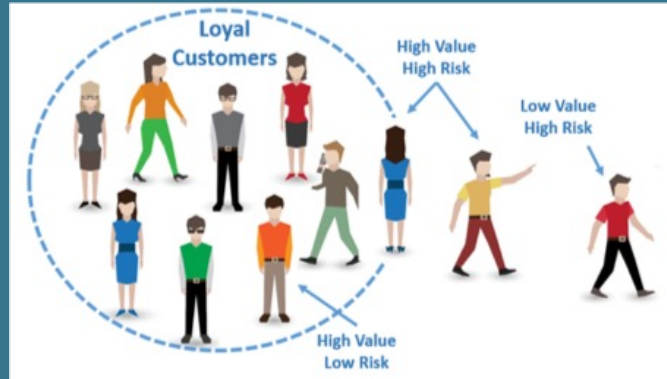 Loyal
Customers
High Value
High Risk
Low Value
High Risk
High Value
Low Risk